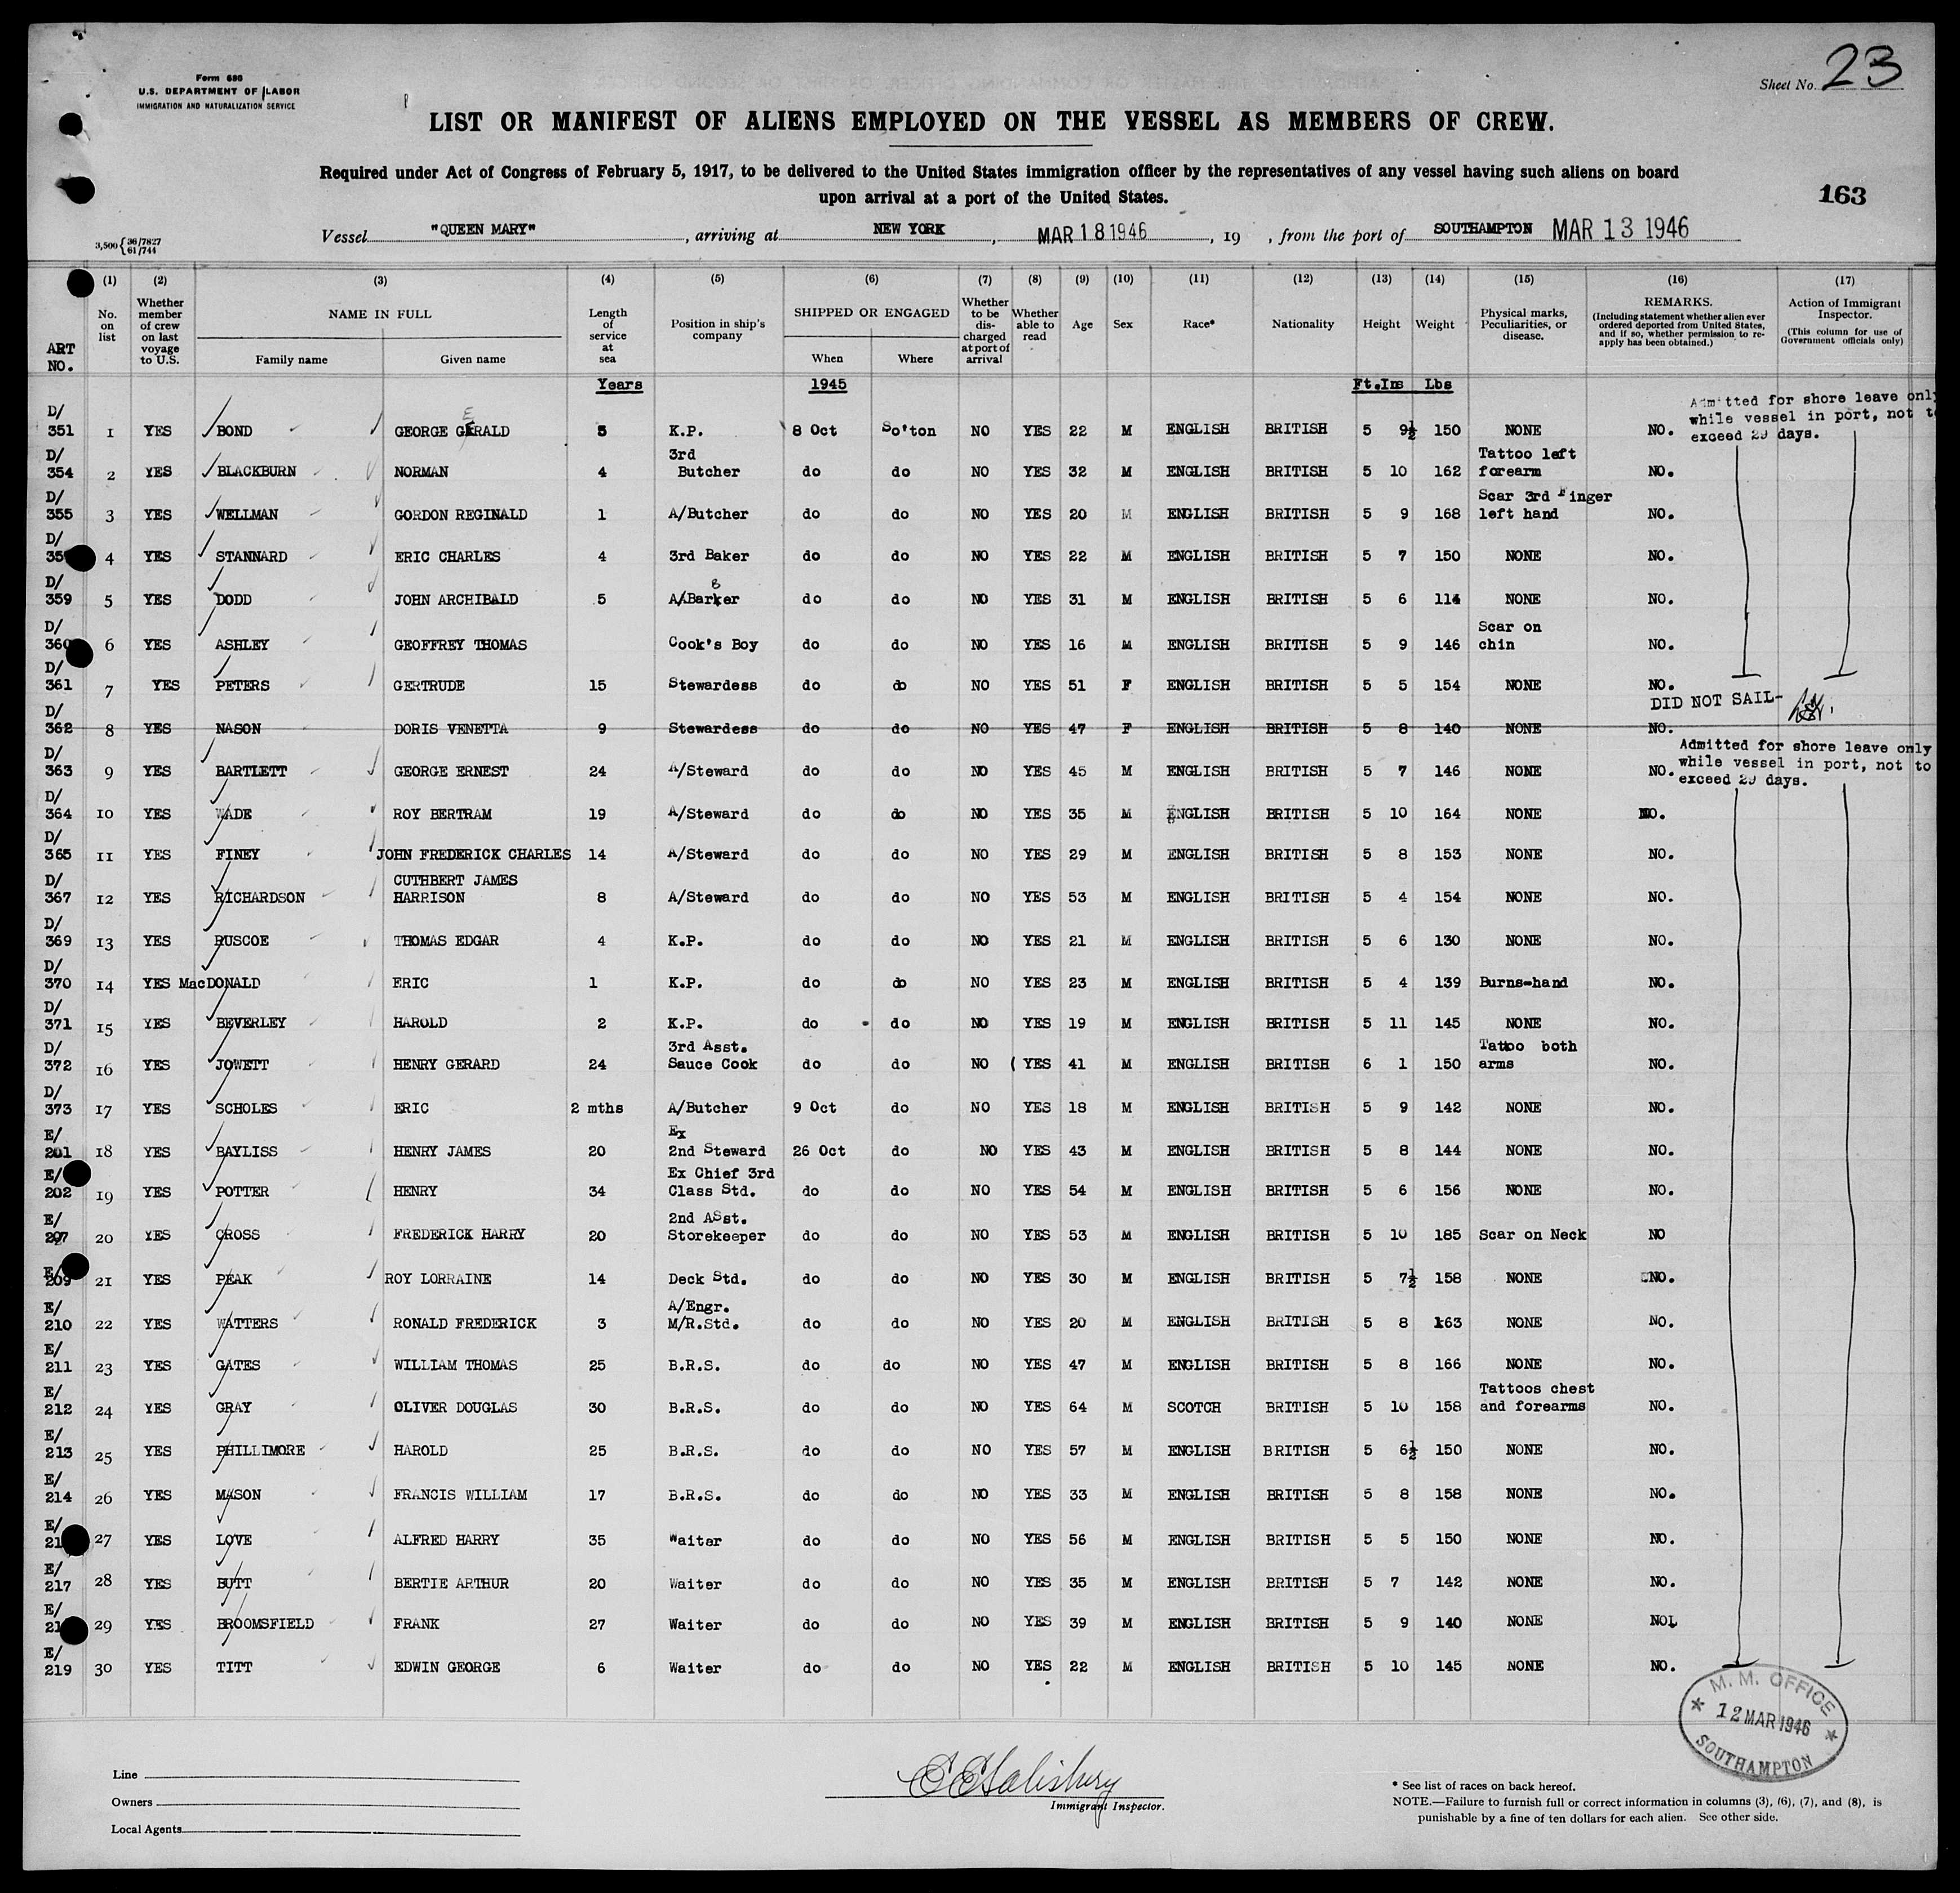 Form 680
U.S. DEPARTMENT OF LABOR
IMMIGRATION AND NATURALIZATION SERVICE
Sheet No. 23
LIST OR MANIFEST OF ALIENS EMPLOYED ON THE VESSEL AS MEMBERS OF CREW.
Required under Act of Congress of February 5, 1917, to be delivered to the United States immigration officer by the representatives of any vessel having such aliens on board
upon arrival at a port of the United States.
163
3,500 { 36/7827 61/744
Vessel "QUEEN MARY", arriving at NEW YORK, MAR 18 1946, 19 , from the port of SOUTHAMPTON MAR 13 1946
ART NO. (1) No. on list (2) Whether member of crew on last voyage to U.S. (3) NAME IN FULL Family name Given name (4) Length of service at sea (5) Position in ship's company (6) SHIPPED OR ENGAGED When Where (7) Whether to be discharged at port of arrival (8) Whether able to read (9) Age (10) Sex (11) Race* (12) Nationality (13) Height (14) Weight (15) Physical marks, Peculiarities, or disease. (16) REMARKS. (Including statement whether alien ever ordered deported from United States, and if so, whether permission to re-apply has been obtained.) (17) Action of Immigrant Inspector. (This column for use of Government officials only)
Years 1945 Ft.Ins Lbs
Admitted for shore leave only
while vessel in port, not to
exceed 29 days.
D/351 1 YES BOND GEORGE GERALD 5 K.P. 8 Oct So'ton NO YES 22 M ENGLISH BRITISH 5 9½ 150 NONE NO.
D/354 2 YES BLACKBURN NORMAN 4 3rd Butcher do do NO YES 32 M ENGLISH BRITISH 5 10 162 Tattoo left forearm NO.
D/355 3 YES WELLMAN GORDON REGINALD 1 A/Butcher do do NO YES 20 M ENGLISH BRITISH 5 9 168 Scar 3rd Finger left hand NO.
D/ 4 YES STANNARD ERIC CHARLES 4 3rd Baker do do NO YES 22 M ENGLISH BRITISH 5 7 150 NONE NO.
D/359 5 YES DODD JOHN ARCHIBALD 5 A/Barker B do do NO YES 31 M ENGLISH BRITISH 5 6 114 NONE NO.
D/360 6 YES ASHLEY GEOFFREY THOMAS Cook's Boy do do NO YES 16 M ENGLISH BRITISH 5 9 146 Scar on chin NO.
D/361 7 YES PETERS GERTRUDE 15 Stewardess do do NO YES 51 F ENGLISH BRITISH 5 5 154 NONE NO.
DID NOT SAIL-
D/362 8 YES NASON DORIS VENETTA 9 Stewardess do do NO YES 47 F ENGLISH BRITISH 5 8 140 NONE NO.
Admitted for shore leave only
while vessel in port, not to
exceed 29 days.
D/363 9 YES BARTLETT GEORGE ERNEST 24 A/Steward do do NO YES 45 M ENGLISH BRITISH 5 7 146 NONE NO.
D/364 10 YES WADE ROY BERTRAM 19 A/Steward do do NO YES 35 M ENGLISH BRITISH 5 10 164 NONE NO.
D/365 11 YES FINEY JOHN FREDERICK CHARLES 14 A/Steward do do NO YES 29 M ENGLISH BRITISH 5 8 153 NONE NO.
D/367 12 YES RICHARDSON CUTHBERT JAMES HARRISON 8 A/Steward do do NO YES 53 M ENGLISH BRITISH 5 4 154 NONE NO.
D/369 13 YES RUSCOE THOMAS EDGAR 4 K.P. do do NO YES 21 M ENGLISH BRITISH 5 6 130 NONE NO.
D/370 14 YES MacDONALD ERIC 1 K.P. do do NO YES 23 M ENGLISH BRITISH 5 4 139 Burns-hand NO.
D/371 15 YES BEVERLEY HAROLD 2 K.P. do do NO YES 19 M ENGLISH BRITISH 5 11 145 NONE NO.
D/372 16 YES JOWETT HENRY GERARD 24 3rd Asst. Sauce Cook do do NO YES 41 M ENGLISH BRITISH 6 1 150 Tattoo both arms NO.
D/373 17 YES SCHOLES ERIC 2 mths A/Butcher 9 Oct do NO YES 18 M ENGLISH BRITISH 5 9 142 NONE NO.
E/201 18 YES BAYLISS HENRY JAMES 20 Ex 2nd Steward 26 Oct do NO YES 43 M ENGLISH BRITISH 5 8 144 NONE NO.
E/202 19 YES POTTER HENRY 34 Ex Chief 3rd Class Std. do do NO YES 54 M ENGLISH BRITISH 5 6 156 NONE NO.
E/207 20 YES CROSS FREDERICK HARRY 20 2nd Asst. Storekeeper do do NO YES 53 M ENGLISH BRITISH 5 10 185 Scar on Neck NO
E/209 21 YES PEAK ROY LORRAINE 14 Deck Std. do do NO YES 30 M ENGLISH BRITISH 5 7½ 158 NONE NO.
E/210 22 YES WATTERS RONALD FREDERICK 3 A/Engr. M/R.Std. do do NO YES 20 M ENGLISH BRITISH 5 8 163 NONE NO.
E/211 23 YES GATES WILLIAM THOMAS 25 B.R.S. do do NO YES 47 M ENGLISH BRITISH 5 8 166 NONE NO.
E/212 24 YES GRAY OLIVER DOUGLAS 30 B.R.S. do do NO YES 64 M SCOTCH BRITISH 5 10 158 Tattoos chest and forearms NO.
E/213 25 YES PHILLIMORE HAROLD 25 B.R.S. do do NO YES 57 M ENGLISH BRITISH 5 6½ 150 NONE NO.
E/214 26 YES MASON FRANCIS WILLIAM 17 B.R.S. do do NO YES 33 M ENGLISH BRITISH 5 8 158 NONE NO.
E/ 27 YES LOVE ALFRED HARRY 35 Waiter do do NO YES 56 M ENGLISH BRITISH 5 5 150 NONE NO.
E/217 28 YES BUTT BERTIE ARTHUR 20 Waiter do do NO YES 35 M ENGLISH BRITISH 5 7 142 NONE NO.
E/ 29 YES BROOMSFIELD FRANK 27 Waiter do do NO YES 39 M ENGLISH BRITISH 5 9 140 NONE NO
E/219 30 YES TITT EDWIN GEORGE 6 Waiter do do NO YES 22 M ENGLISH BRITISH 5 10 145 NONE NO.
M. M. OFFICE
12 MAR 1946
SOUTHAMPTON
Line
Owners
Local Agents
E E Salisbury
Immigrant Inspector.
* See list of races on back hereof.
NOTE.—Failure to furnish full or correct information in columns (3), (6), (7), and (8), is
punishable by a fine of ten dollars for each alien. See other side.